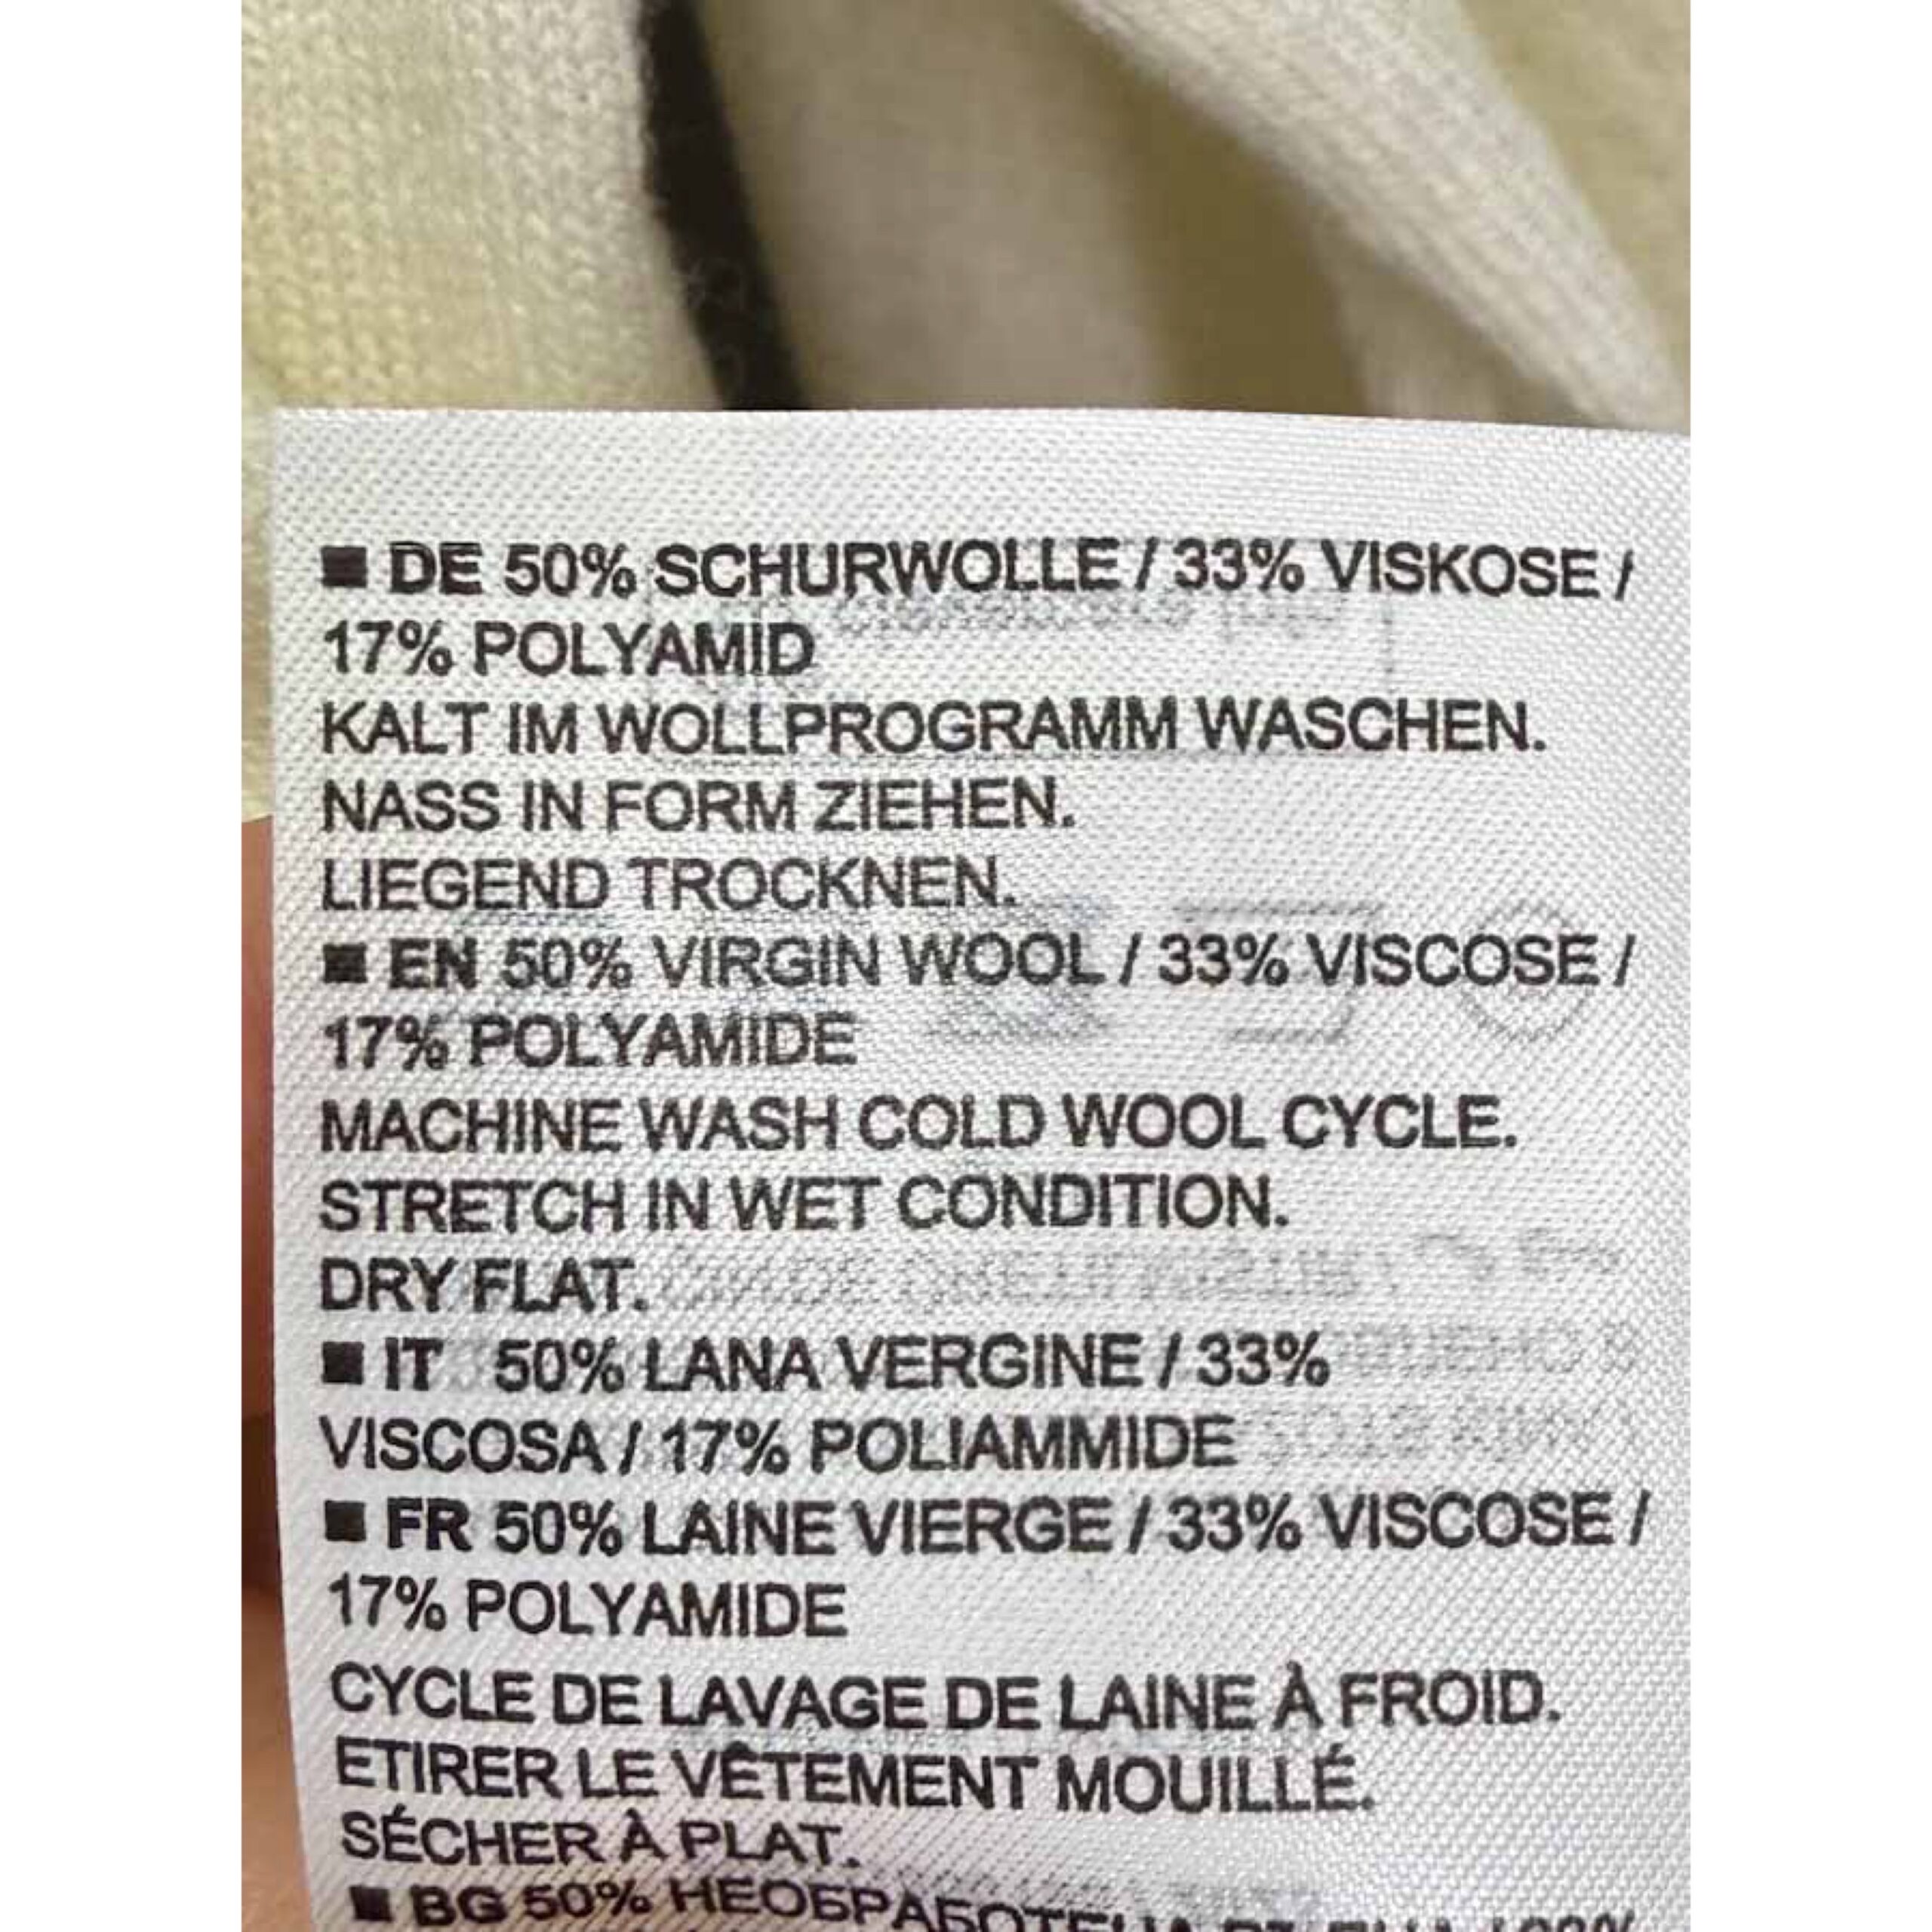 ■ DE 50% SCHURWOLLE / 33% VISKOSE /
17% POLYAMID
KALT IM WOLLPROGRAMM WASCHEN.
NASS IN FORM ZIEHEN.
LIEGEND TROCKNEN.
■ EN 50% VIRGIN WOOL / 33% VISCOSE /
17% POLYAMIDE
MACHINE WASH COLD WOOL CYCLE.
STRETCH IN WET CONDITION.
DRY FLAT.
■ IT 50% LANA VERGINE / 33%
VISCOSA / 17% POLIAMMIDE
■ FR 50% LAINE VIERGE / 33% VISCOSE /
17% POLYAMIDE
CYCLE DE LAVAGE DE LAINE À FROID.
ETIRER LE VÊTEMENT MOUILLÉ.
SÉCHER À PLAT.
■ BG 50%